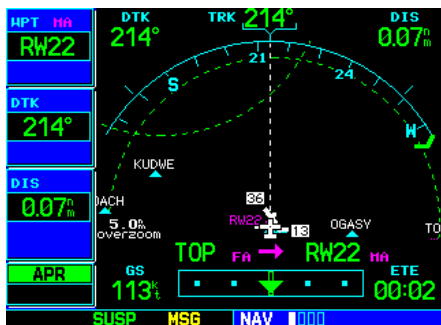 WPT MA
RW22
DTK
214°
DIS
0.07nm
APR
DTK
214°
TRK 214°
DIS
0.07nm
21
24
S
W
KUDWE
OACH
5.0nm
overzoom
36
RW22
13
OGASY
TO
TOP FA → RW22 MA
GS
113kt
ETE
00:02
SUSP MSG NAV